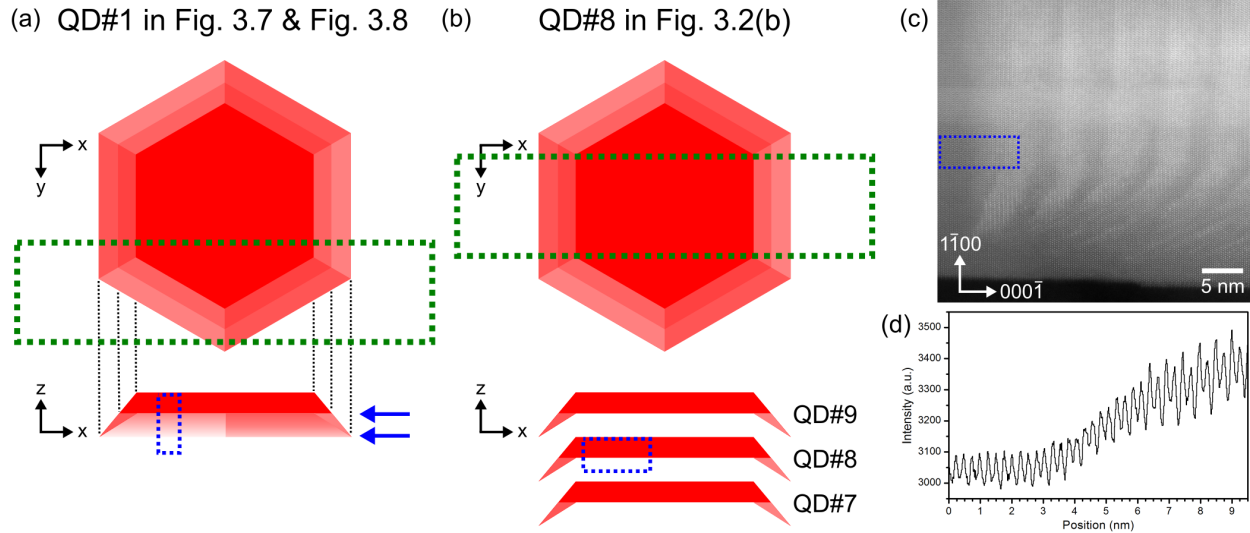 (a) QD#1 in Fig. 3.7 & Fig. 3.8
x
y
z
x
(b) QD#8 in Fig. 3.2(b)
x
y
z
x
QD#9
QD#8
QD#7
(c)
11̅00
0001̅
5 nm
(d)
3500
3400
3300
3200
3100
3000
Intensity (a.u.)
0 1 2 3 4 5 6 7 8 9
Position (nm)